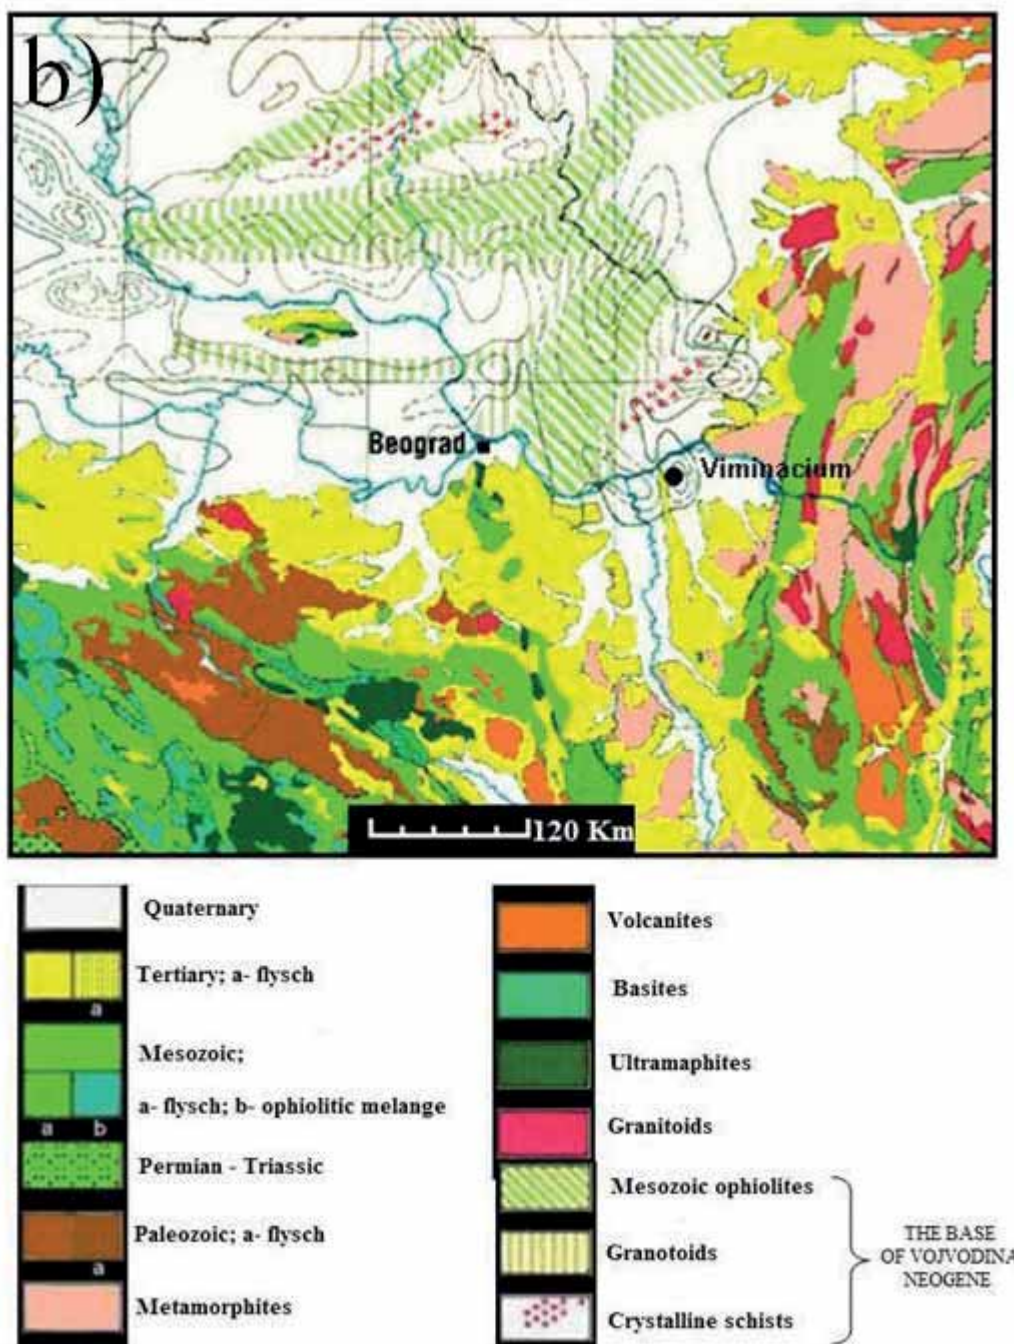 b)
Beograd
Viminacium
120 Km
Quaternary
Tertiary; a- flysch
a
Mesozoic;
a- flysch; b- ophiolitic melange
a b
Permian - Triassic
Paleozoic; a- flysch
a
Metamorphites
Volcanites
Basites
Ultramaphites
Granitoids
Mesozoic ophiolites
Granotoids
Crystalline schists
THE BASE
OF VOJVODINA
NEOGENE